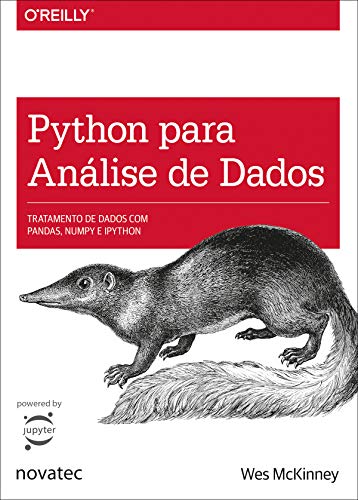 O'REILLY®
Python para
Análise de Dados
TRATAMENTO DE DADOS COM
PANDAS, NUMPY E IPYTHON
powered by
jupyter
novatec
Wes McKinney